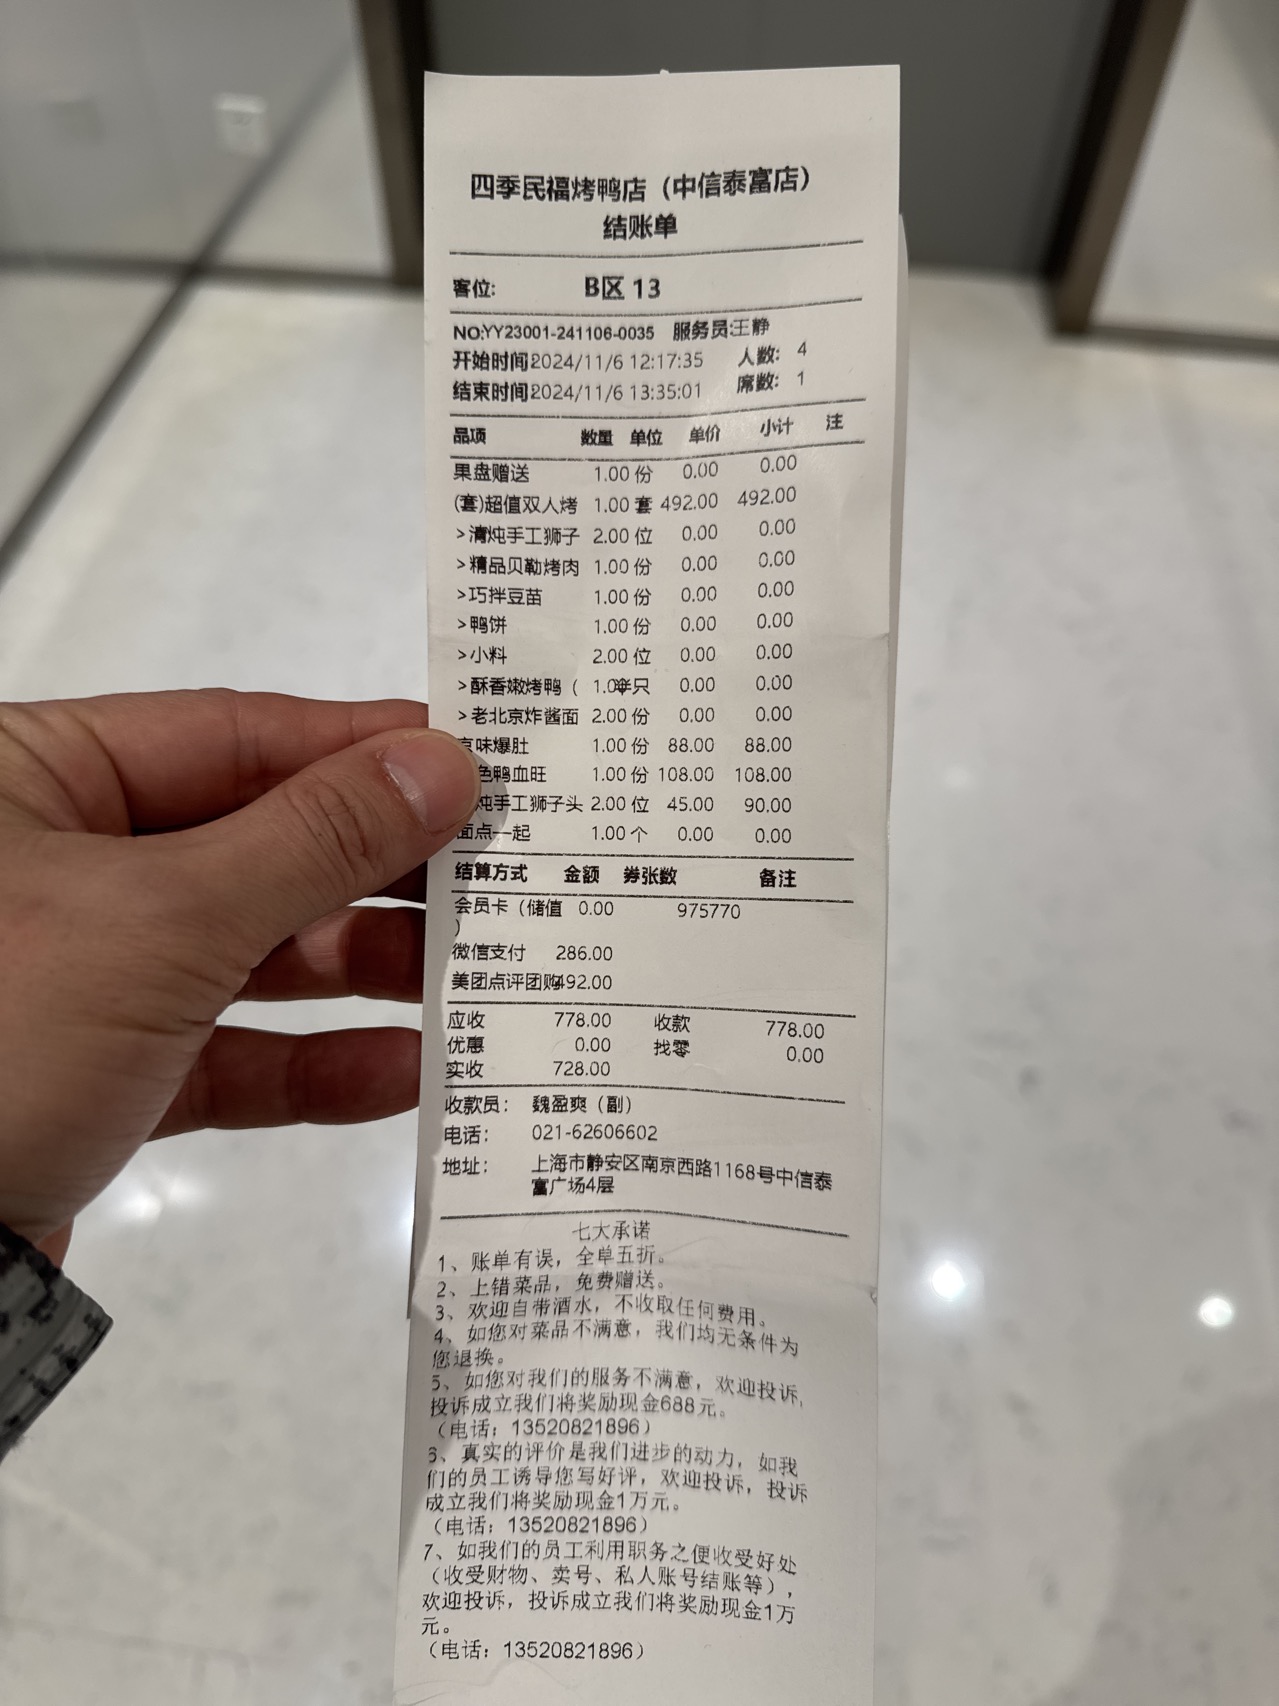 四季民福烤鸭店（中信泰富店）
结账单
客位: B区 13
NO:YY23001-241106-0035 服务员:王静
开始时间2024/11/6 12:17:35 人数: 4
结束时间2024/11/6 13:35:01 席数: 1
品项 数量 单位 单价 小计 注
果盘赠送 1.00 份 0.00 0.00
(套)超值双人烤 1.00 套 492.00 492.00
>清炖手工狮子 2.00 位 0.00 0.00
>精品贝勒烤肉 1.00 份 0.00 0.00
>巧拌豆苗 1.00 份 0.00 0.00
>鸭饼 1.00 份 0.00 0.00
>小料 2.00 位 0.00 0.00
>酥香嫩烤鸭（ 1.0 只 0.00 0.00
>老北京炸酱面 2.00 份 0.00 0.00
京味爆肚 1.00 份 88.00 88.00
色鸭血旺 1.00 份 108.00 108.00
炖手工狮子头 2.00 位 45.00 90.00
面点一起 1.00 个 0.00 0.00
结算方式 金额 券张数 备注
会员卡（储值 0.00 975770
）
微信支付 286.00
美团点评团购492.00
应收 778.00 收款 778.00
优惠 0.00 找零 0.00
实收 728.00
收款员: 魏盈爽（副）
电话: 021-62606602
地址: 上海市静安区南京西路1168号中信泰
富广场4层
七大承诺
1、账单有误，全单五折。
2、上错菜品，免费赠送。
3、欢迎自带酒水，不收取任何费用。
4、如您对菜品不满意，我们均无条件为
您退换。
5、如您对我们的服务不满意，欢迎投诉，
投诉成立我们将奖励现金688元。
（电话：13520821896）
6、真实的评价是我们进步的动力，如我
们的员工诱导您写好评，欢迎投诉，投诉
成立我们将奖励现金1万元。
（电话：13520821896）
7、如我们的员工利用职务之便收受好处
（收受财物、卖号、私人账号结账等），
欢迎投诉，投诉成立我们将奖励现金1万
元。
（电话：13520821896）